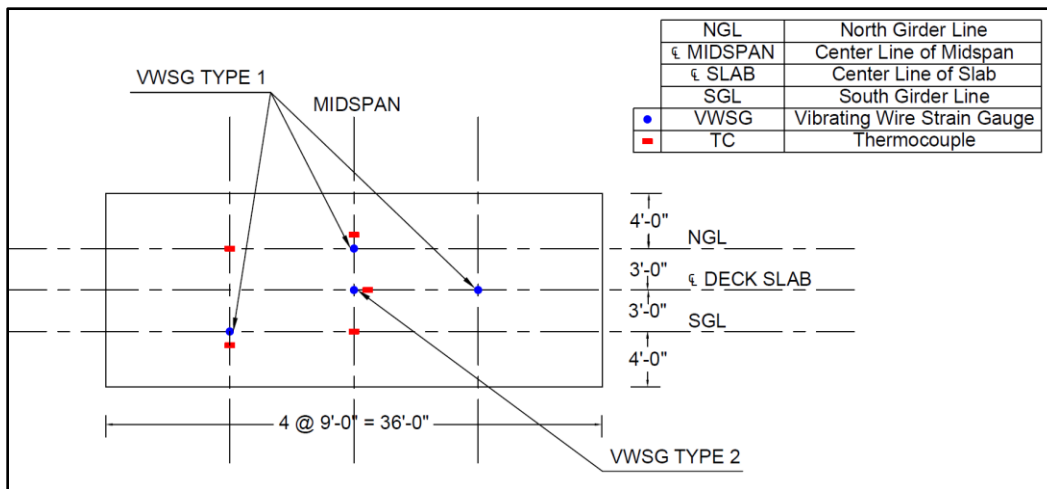 NGL North Girder Line
℄ MIDSPAN Center Line of Midspan
℄ SLAB Center Line of Slab
SGL South Girder Line
VWSG Vibrating Wire Strain Gauge
TC Thermocouple
VWSG TYPE 1
MIDSPAN
4'-0"
NGL
3'-0"
℄ DECK SLAB
3'-0"
SGL
4'-0"
4 @ 9'-0" = 36'-0"
VWSG TYPE 2